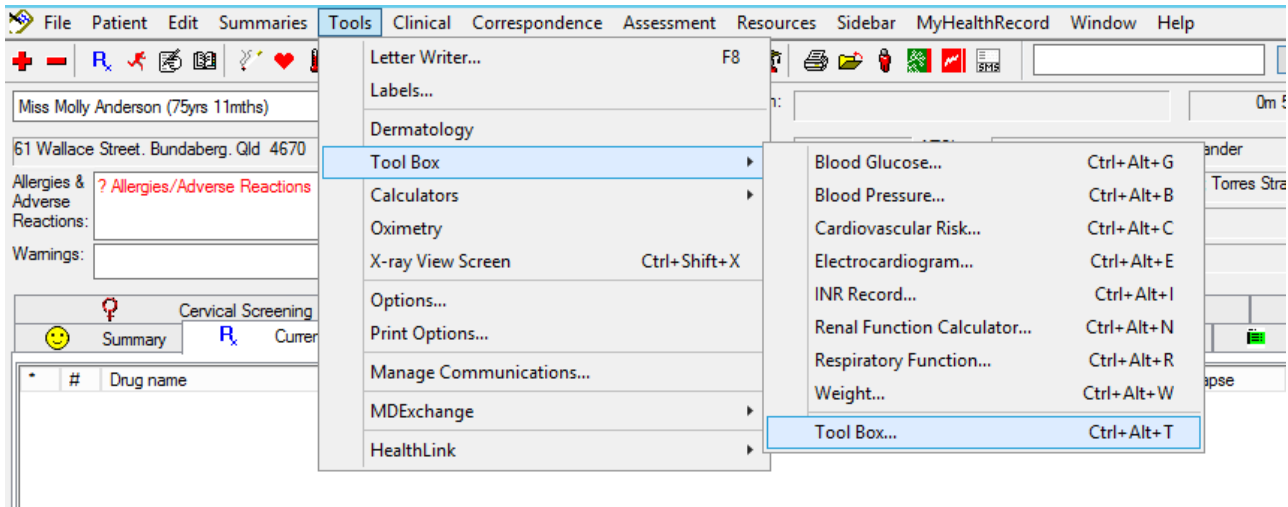 File Patient Edit Summaries Tools Clinical Correspondence Assessment Resources Sidebar MyHealthRecord Window Help
SMS
Miss Molly Anderson (75yrs 11mths)
0m 5
61 Wallace Street. Bundaberg. Qld 4670
Allergies &
Adverse
Reactions:
? Allergies/Adverse Reactions
Warnings:
Cervical Screening
Summary
Rx Curren
* # Drug name
Letter Writer... F8
Labels...
Dermatology
Tool Box
Calculators
Oximetry
X-ray View Screen Ctrl+Shift+X
Options...
Print Options...
Manage Communications...
MDExchange
HealthLink
Blood Glucose... Ctrl+Alt+G
Blood Pressure... Ctrl+Alt+B
Cardiovascular Risk... Ctrl+Alt+C
Electrocardiogram... Ctrl+Alt+E
INR Record... Ctrl+Alt+I
Renal Function Calculator... Ctrl+Alt+N
Respiratory Function... Ctrl+Alt+R
Weight... Ctrl+Alt+W
Tool Box... Ctrl+Alt+T
ander
Torres Stra
apse